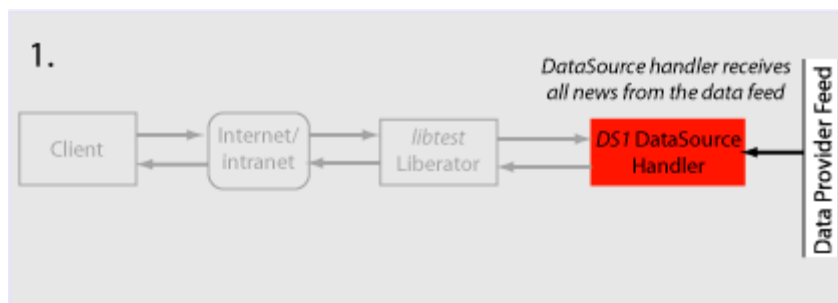 1.
DataSource handler receives
all news from the data feed
Client
Internet/
intranet
libtest
Liberator
DS1 DataSource
Handler
Data Provider Feed